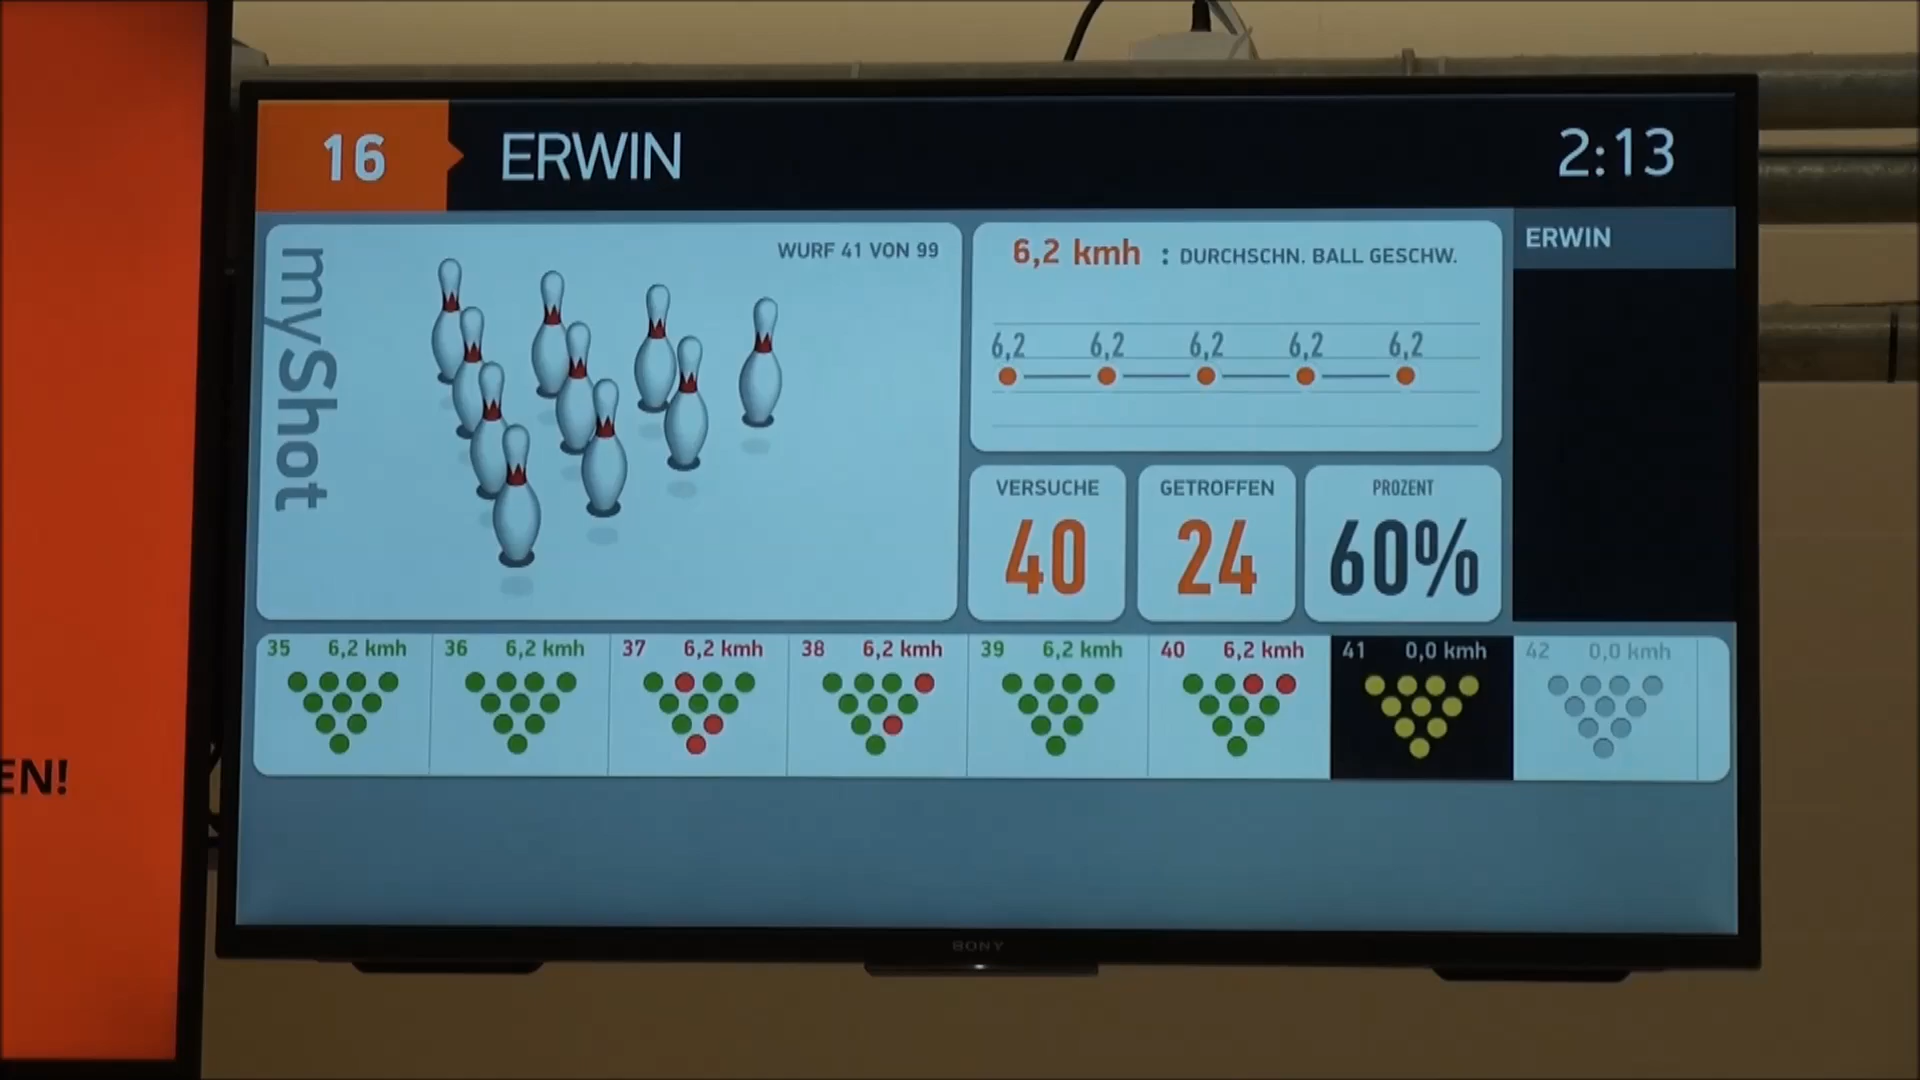 16 ERWIN 2:13
myShot
WURF 41 VON 99
6,2 kmh : DURCHSCHN. BALL GESCHW.
6,2 6,2 6,2 6,2 6,2
ERWIN
VERSUCHE
40
GETROFFEN
24
PROZENT
60%
35 6,2 kmh
36 6,2 kmh
37 6,2 kmh
38 6,2 kmh
39 6,2 kmh
40 6,2 kmh
41 0,0 kmh
42 0,0 kmh
EN!
SONY